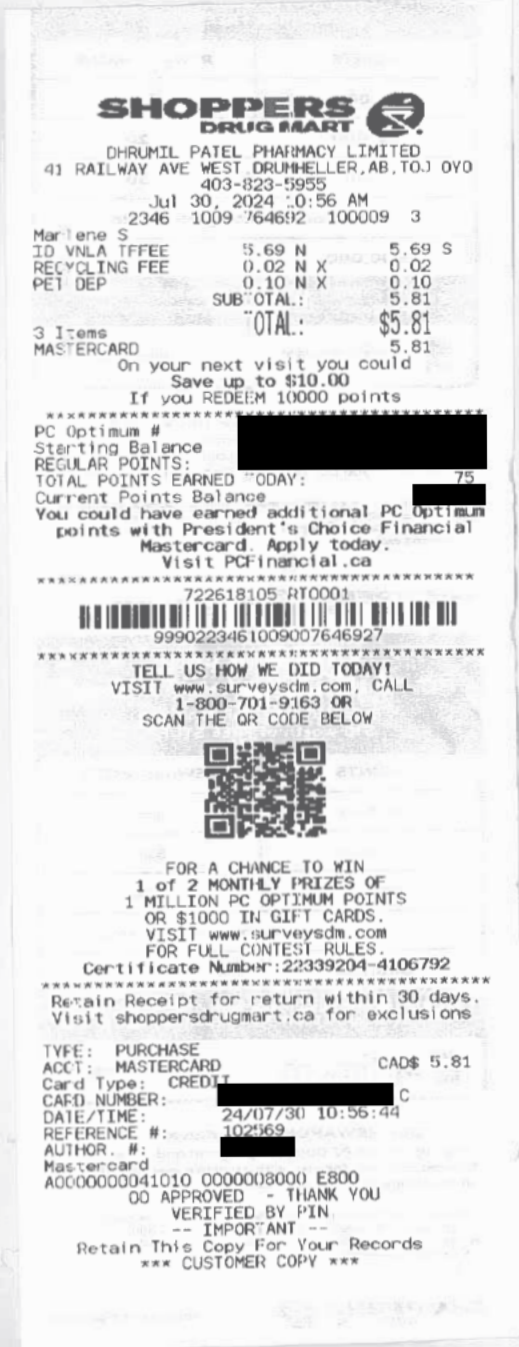 SHOPPERS
DRUG MART
DHRUMIL PATEL PHARMACY LIMITED
41 RAILWAY AVE WEST DRUMHELLER,AB,TOJ OYO
403-823-5955
Jul 30, 2024 10:56 AM
2346 1009 764692 100009 3
Marlene S
ID VNLA TFFEE 5.69 N 5.69 S
RECYCLING FEE 0.02 N X 0.02
PET DEP 0.10 N X 0.10
SUBTOTAL: 5.81
TOTAL: $5.81
3 Items
MASTERCARD 5.81
On your next visit you could
Save up to $10.00
If you REDEEM 10000 points
PC Optimum #
Starting Balance
REGULAR POINTS:
TOTAL POINTS EARNED TODAY: 75
Current Points Balance
You could have earned additional PC Optimum
points with President's Choice Financial
Mastercard. Apply today.
Visit PCFinancial.ca
722618105 RT0001
9990223461009007646927
TELL US HOW WE DID TODAY!
VISIT www.surveysdm.com, CALL
1-800-701-9163 OR
SCAN THE QR CODE BELOW
FOR A CHANCE TO WIN
1 of 2 MONTHLY PRIZES OF
1 MILLION PC OPTIMUM POINTS
OR $1000 IN GIFT CARDS.
VISIT www.surveysdm.com
FOR FULL CONTEST RULES.
Certificate Number:22339204-4106792
Retain Receipt for return within 30 days.
Visit shoppersdrugmart.ca for exclusions
TYPE: PURCHASE
ACCT: MASTERCARD CAD$ 5.81
Card Type: CREDIT
CARD NUMBER: C
DATE/TIME: 24/07/30 10:56:44
REFERENCE #: 102569
AUTHOR. #:
Mastercard
A0000000041010 0000008000 E800
00 APPROVED - THANK YOU
VERIFIED BY PIN
-- IMPORTANT --
Retain This Copy For Your Records
*** CUSTOMER COPY ***